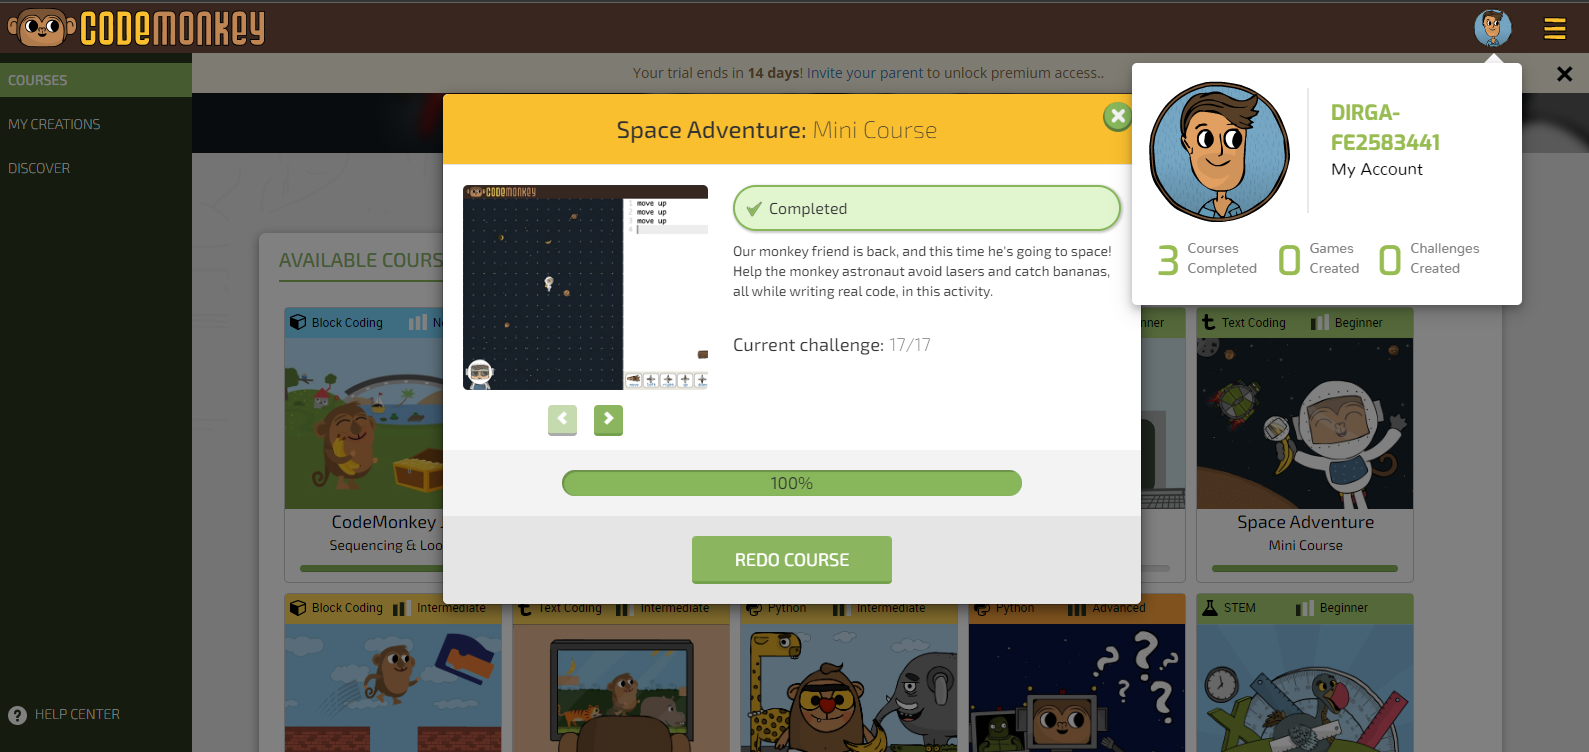 CODEMONKEY
COURSES
MY CREATIONS
DISCOVER
HELP CENTER
Your trial ends in 14 days! Invite your parent to unlock premium access..
DIRGA-
FE2583441
My Account
3 Courses Completed
0 Games Created
0 Challenges Created
Space Adventure: Mini Course
CODEMONKEY
1 move up
2 move up
3 move up
4
Completed
Our monkey friend is back, and this time he's going to space!
Help the monkey astronaut avoid lasers and catch bananas,
all while writing real code, in this activity.
Current challenge: 17/17
100%
REDO COURSE
AVAILABLE COURS
Block Coding
Text Coding Beginner
CodeMonkey J
Sequencing & Loo
Space Adventure
Mini Course
Block Coding Intermediate
Text Coding Intermediate
Python Intermediate
Python Advanced
STEM Beginner